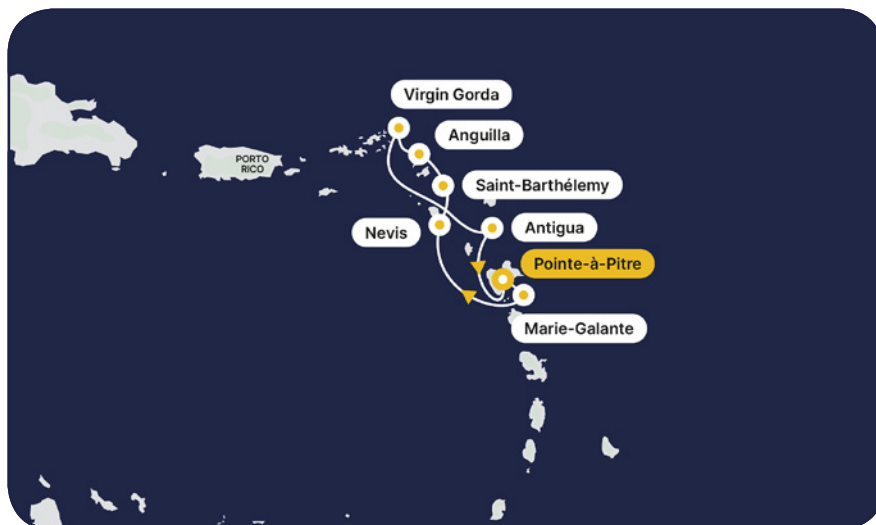 Virgin Gorda
Anguilla
PORTO
RICO
Saint-Barthélemy
Nevis
Antigua
Pointe-à-Pitre
Marie-Galante